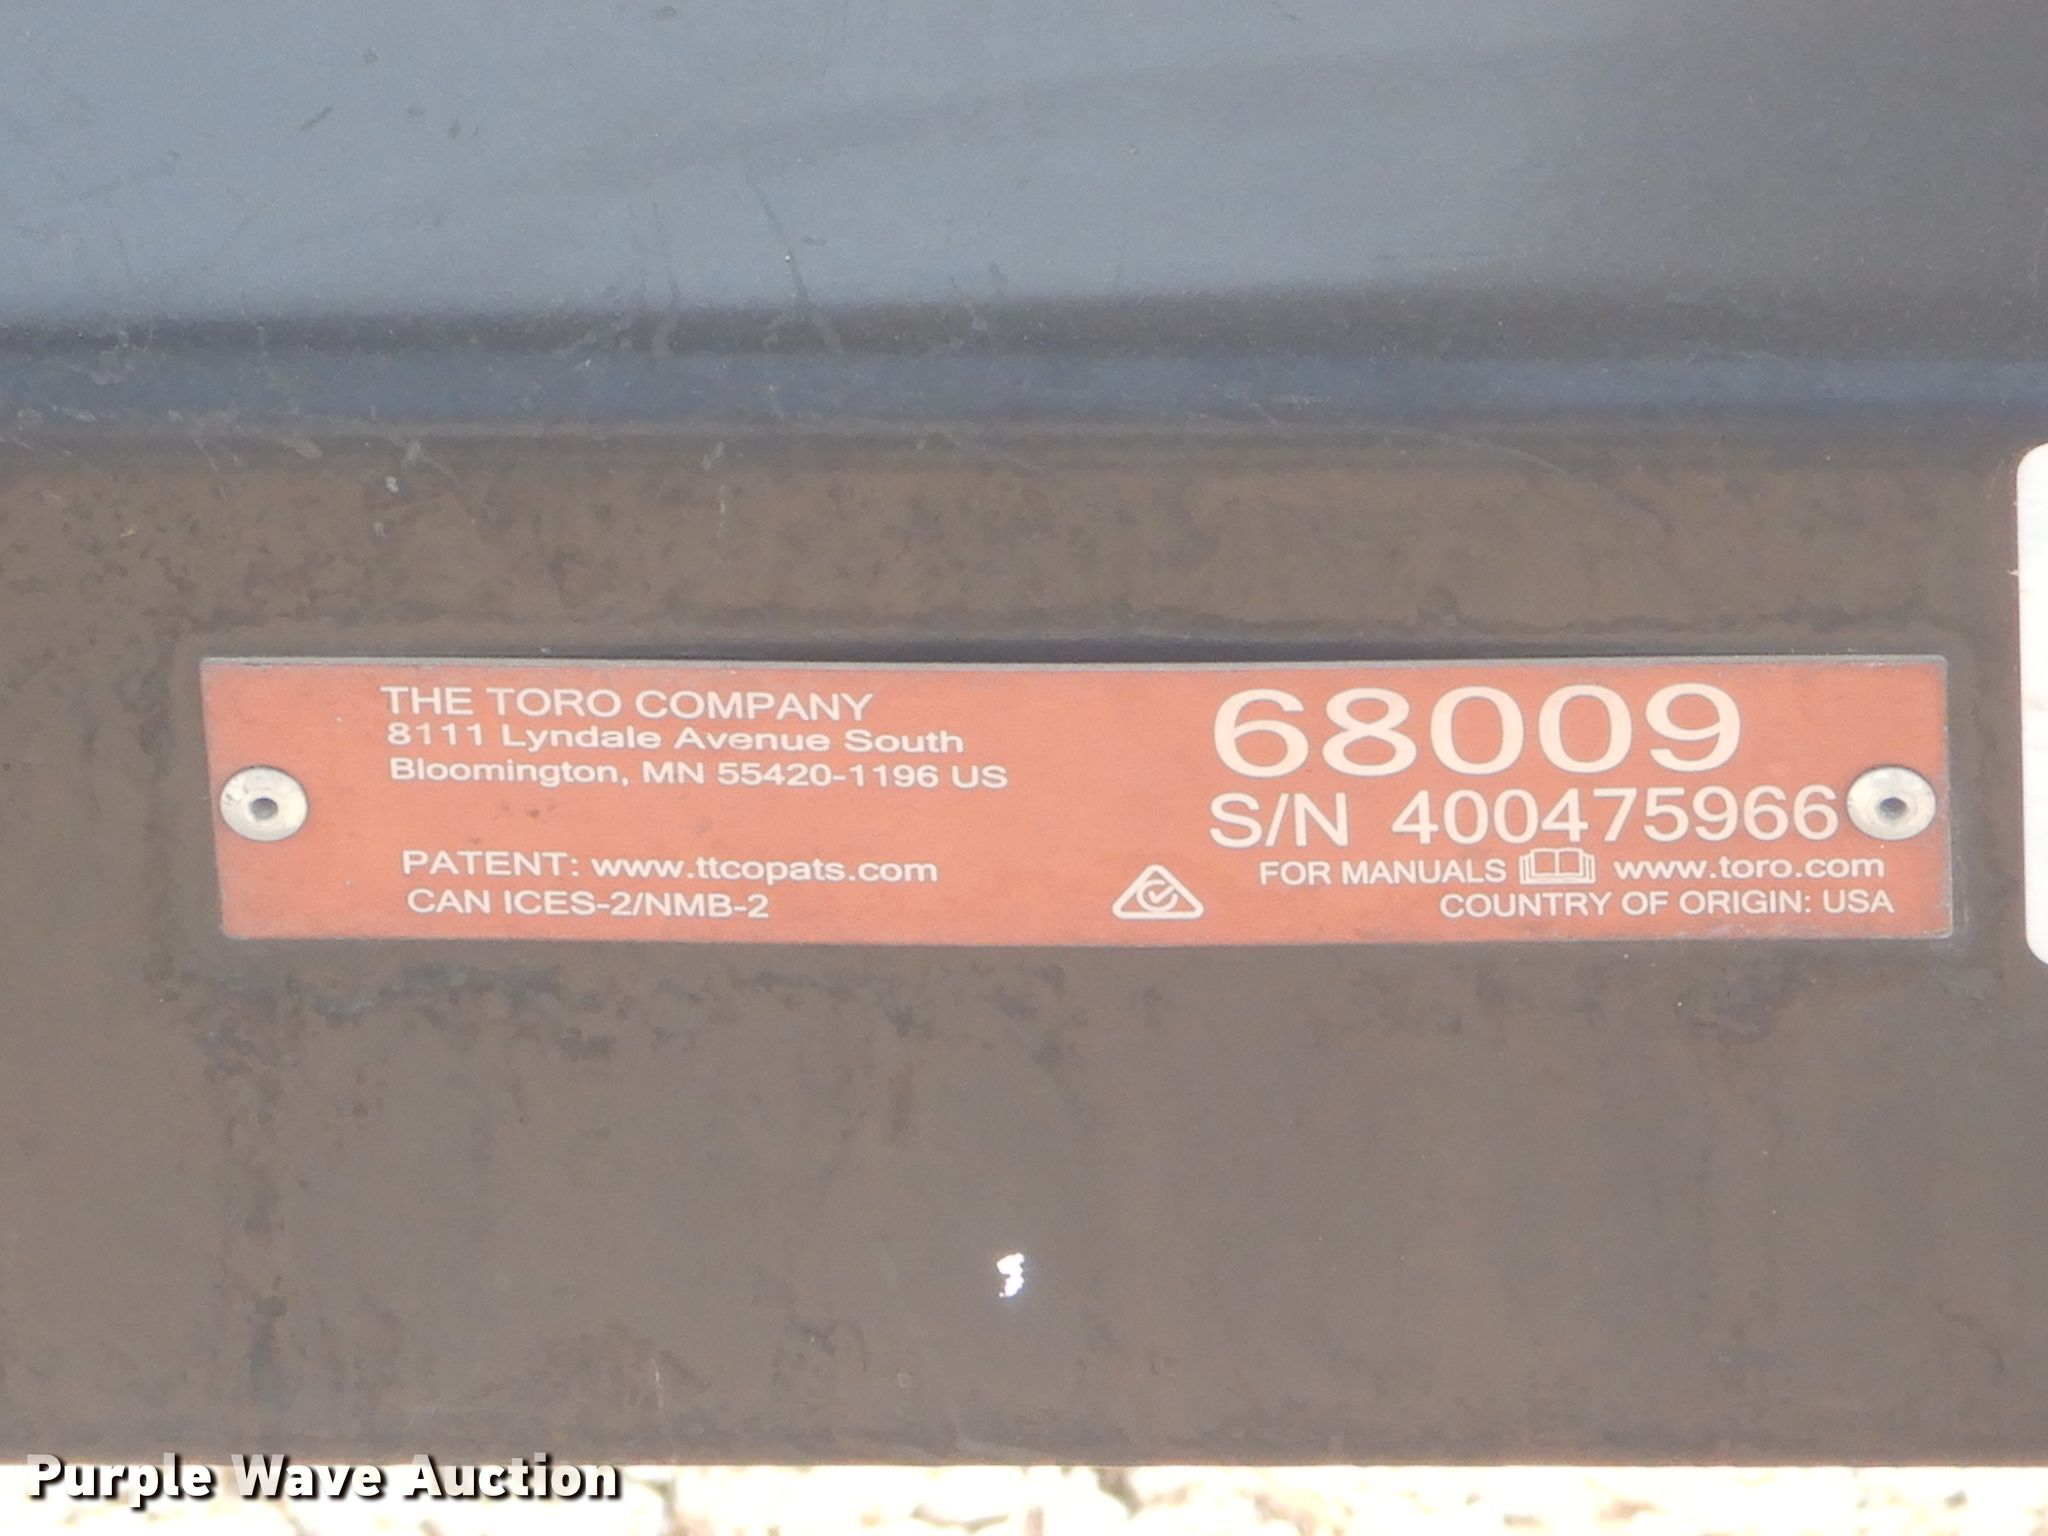 THE TORO COMPANY
8111 Lyndale Avenue South
Bloomington, MN 55420-1196 US
PATENT: www.ttcopats.com
CAN ICES-2/NMB-2
68009
S/N 400475966
FOR MANUALS www.toro.com
COUNTRY OF ORIGIN: USA
Purple Wave Auction